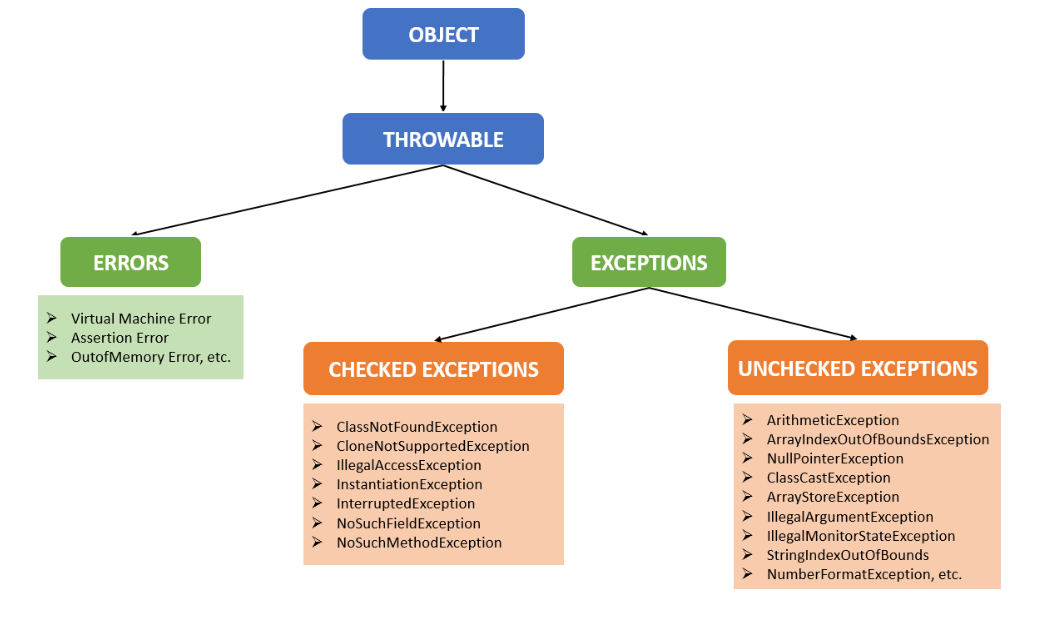 OBJECT
THROWABLE
ERRORS
EXCEPTIONS
Virtual Machine Error
Assertion Error
OutofMemory Error, etc.
CHECKED EXCEPTIONS
UNCHECKED EXCEPTIONS
ClassNotFoundException
CloneNotSupportedException
IllegalAccessException
InstantiationException
InterruptedException
NoSuchFieldException
NoSuchMethodException
ArithmeticException
ArrayIndexOutOfBoundsException
NullPointerException
ClassCastException
ArrayStoreException
IllegalArgumentException
IllegalMonitorStateException
StringIndexOutOfBounds
NumberFormatException, etc.